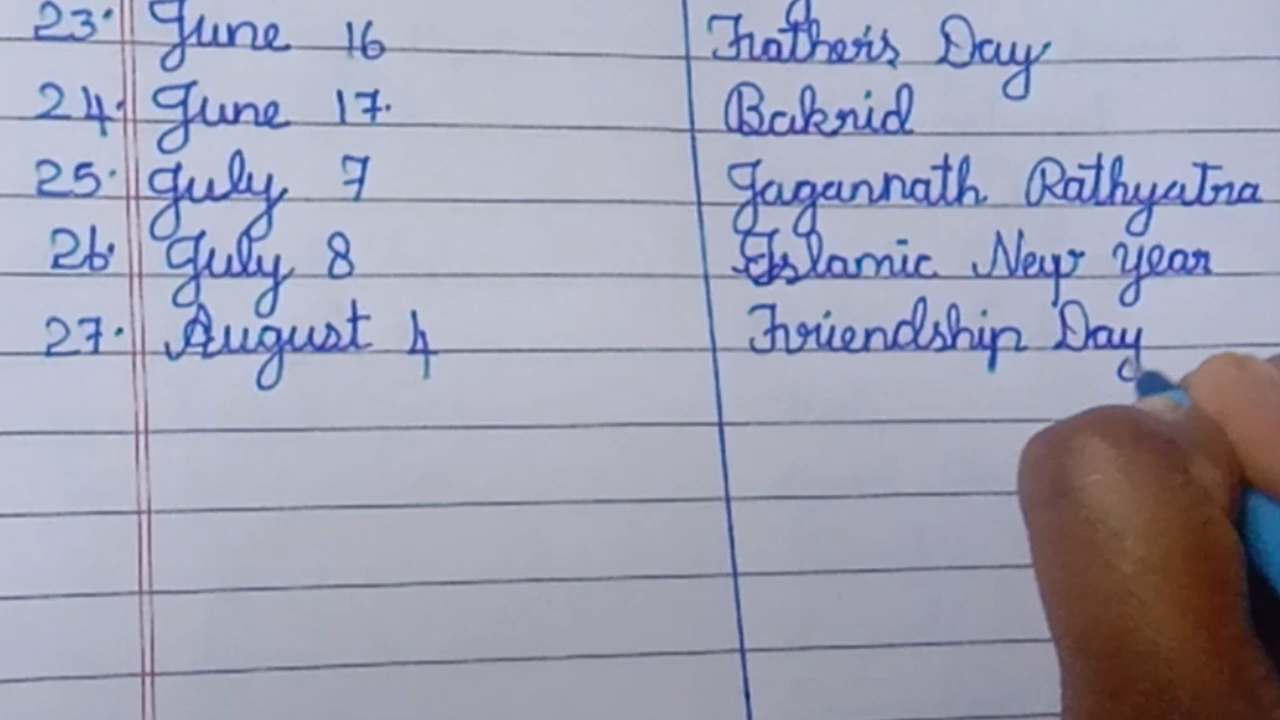 23. June 16 Father's Day
24. June 17. Bakrid
25. July 7 Jagannath Rathyatra
26. July 8 Islamic New year
27. August 4 Friendship Day